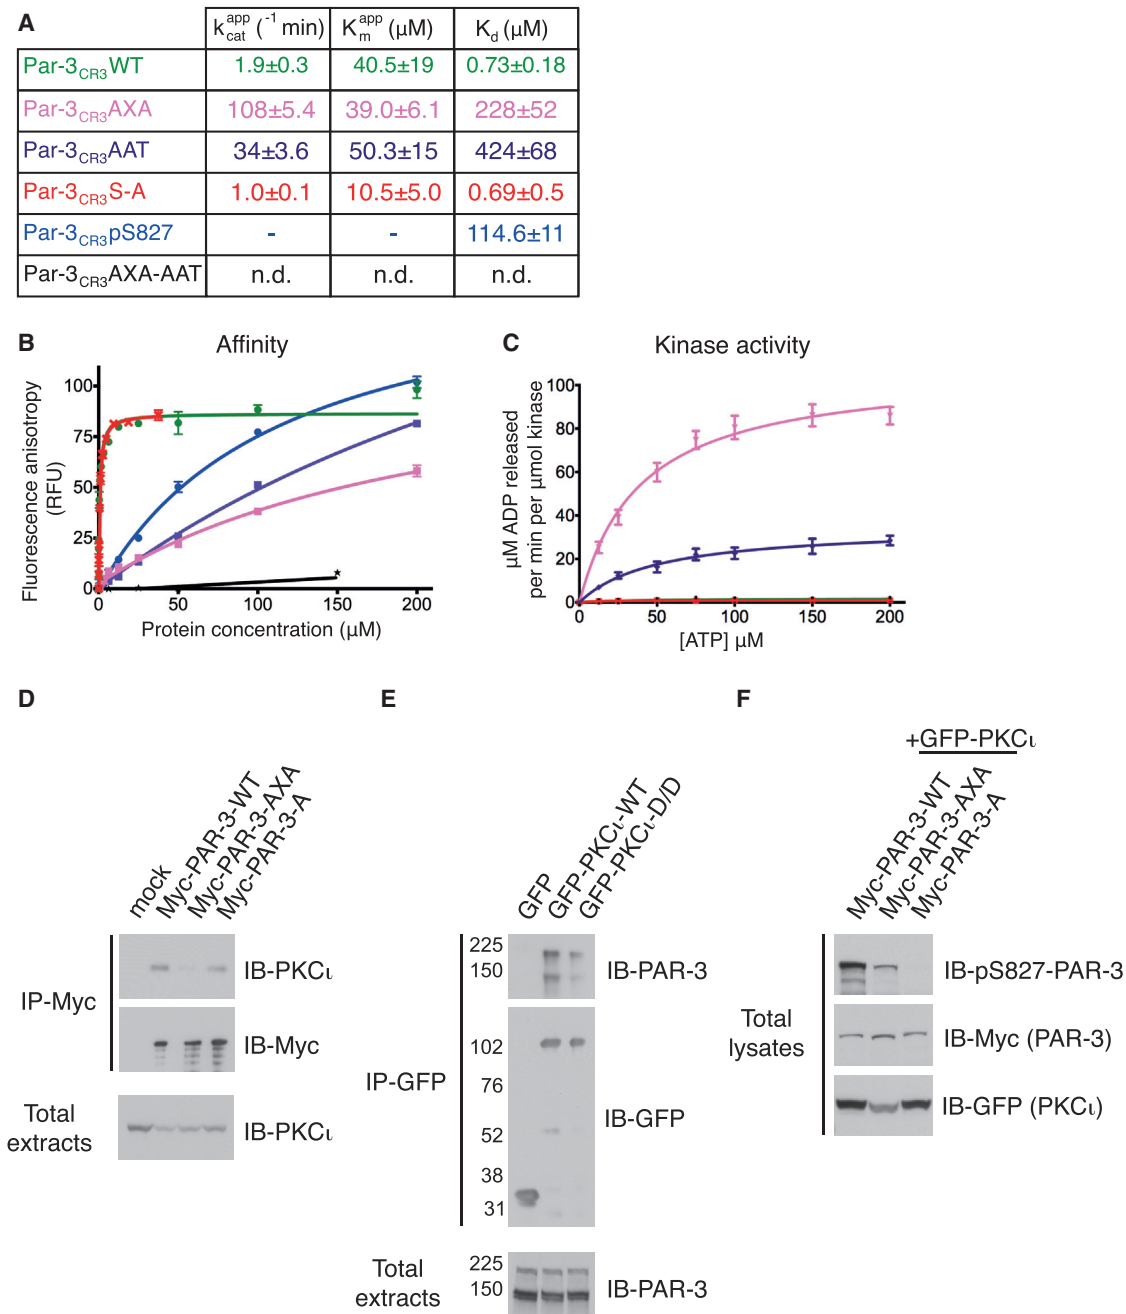 A
k cat app (-1 min) K m app (µM) Kd (µM)
Par-3CR3WT 1.9±0.3 40.5±19 0.73±0.18
Par-3CR3AXA 108±5.4 39.0±6.1 228±52
Par-3CR3AAT 34±3.6 50.3±15 424±68
Par-3CR3S-A 1.0±0.1 10.5±5.0 0.69±0.5
Par-3CR3pS827 - - 114.6±11
Par-3CR3AXA-AAT n.d. n.d. n.d.
B
Affinity
Fluorescence anisotropy
(RFU)
100
75
50
25
0
0 50 100 150 200
Protein concentration (µM)
C
Kinase activity
µM ADP released
per min per µmol kinase
100
80
60
40
20
0
0 50 100 150 200
[ATP] µM
D
mock
Myc-PAR-3-WT
Myc-PAR-3-AXA
Myc-PAR-3-A
IP-Myc
IB-PKCι
IB-Myc
Total
extracts
IB-PKCι
E
GFP
GFP-PKCι-WT
GFP-PKCι-D/D
IP-GFP
225
150
IB-PAR-3
102
76
52
38
31
IB-GFP
Total
extracts
225
150
IB-PAR-3
F
+GFP-PKCι
Myc-PAR-3-WT
Myc-PAR-3-AXA
Myc-PAR-3-A
Total
lysates
IB-pS827-PAR-3
IB-Myc (PAR-3)
IB-GFP (PKCι)